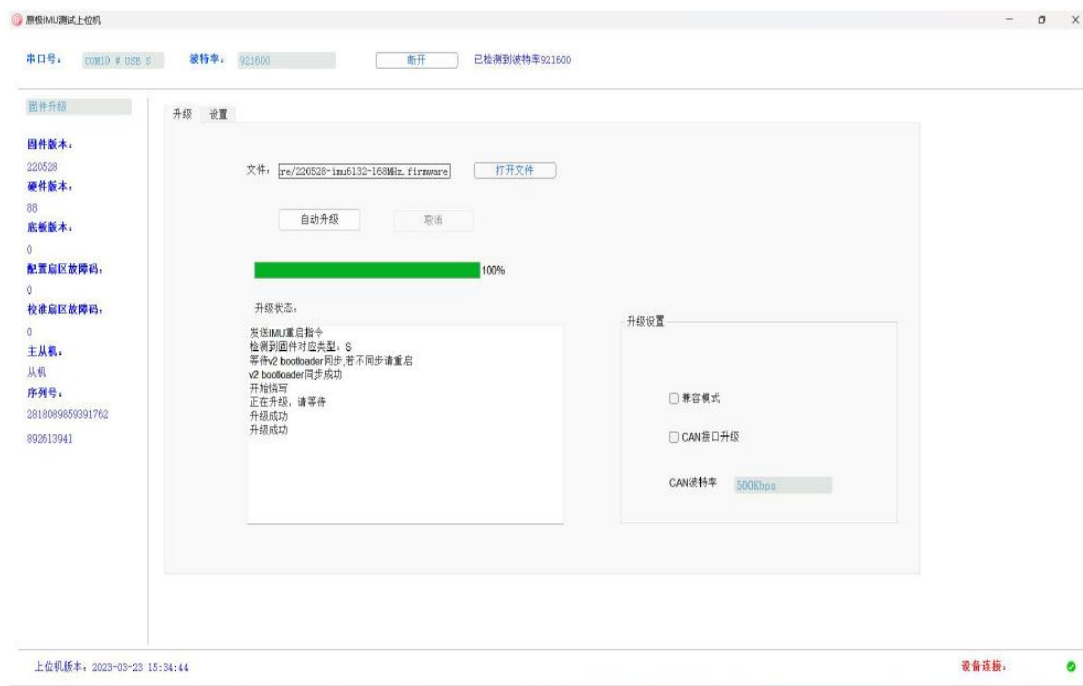 原极IMU测试上位机
串口号： COM10 # USB S 波特率： 921600 断开 已检测到波特率921600
固件升级
固件版本：
220528
硬件版本：
88
底板版本：
0
配置扇区故障码：
0
校准扇区故障码：
0
主从机：
从机
序列号：
2818089859391762
892613941
升级 设置
文件： re/220528-imu6132-168MHz.firmware 打开文件
自动升级 取消
100%
升级状态：
发送IMU重启指令
检测到固件对应类型：S
等待v2 bootloader同步,若不同步请重启
v2 bootloader同步成功
开始烧写
正在升级，请等待
升级成功
升级成功
升级设置
兼容模式
CAN接口升级
CAN波特率 500Kbps
上位机版本：2023-03-23 15:34:44
设备连接：